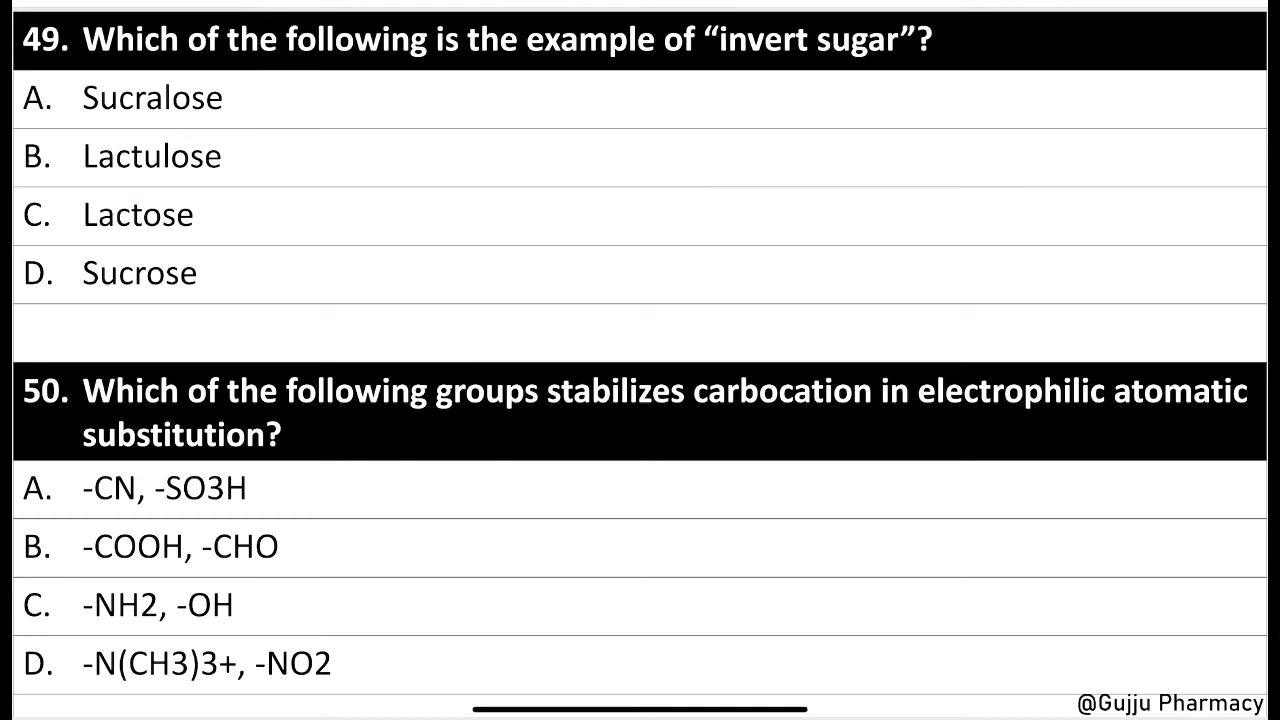 49. Which of the following is the example of “invert sugar”?
A. Sucralose
B. Lactulose
C. Lactose
D. Sucrose
50. Which of the following groups stabilizes carbocation in electrophilic atomatic
substitution?
A. -CN, -SO3H
B. -COOH, -CHO
C. -NH2, -OH
D. -N(CH3)3+, -NO2
@Gujju Pharmacy